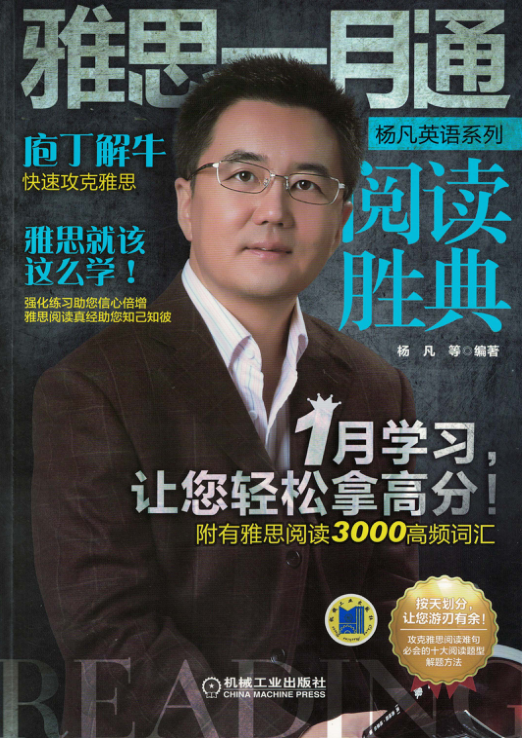 雅思一月通
杨凡英语系列
庖丁解牛
快速攻克雅思
阅读
胜典
雅思就该
这么学！
强化练习助您信心倍增
雅思阅读真经助您知己知彼
杨 凡 等◎编著
1月学习，
让您轻松拿高分！
附有雅思阅读3000高频词汇
按天划分，
让您游刃有余！
攻克雅思阅读难句
必会的十大阅读题型
解题方法
机械工业出版社
CHINA MACHINE PRESS
READING